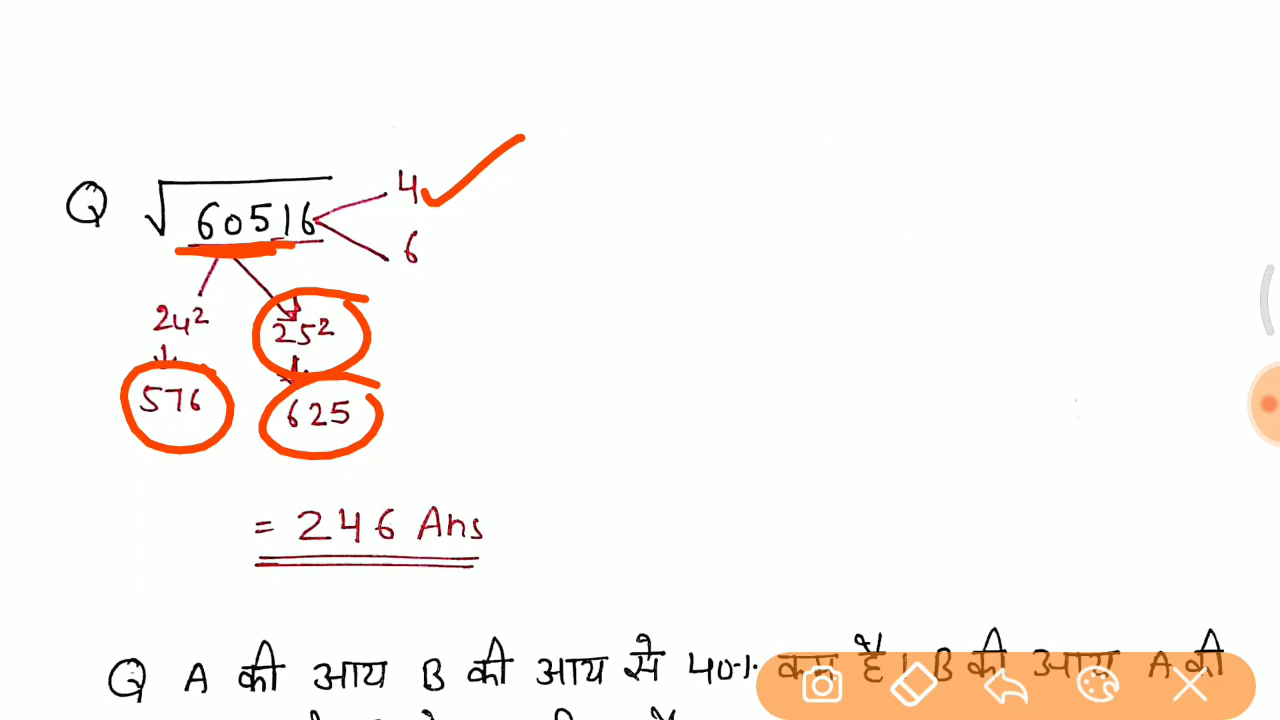 Q √60516 4
6
24² 25²
576 625
= 246 Ans
Q A की आय B की आय से 40% कम है। B की आय A की